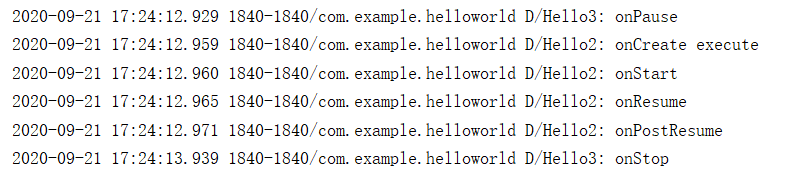 2020-09-21 17:24:12.929 1840-1840/com.example.helloworld D/Hello3: onPause
2020-09-21 17:24:12.959 1840-1840/com.example.helloworld D/Hello2: onCreate execute
2020-09-21 17:24:12.960 1840-1840/com.example.helloworld D/Hello2: onStart
2020-09-21 17:24:12.965 1840-1840/com.example.helloworld D/Hello2: onResume
2020-09-21 17:24:12.971 1840-1840/com.example.helloworld D/Hello2: onPostResume
2020-09-21 17:24:13.939 1840-1840/com.example.helloworld D/Hello3: onStop